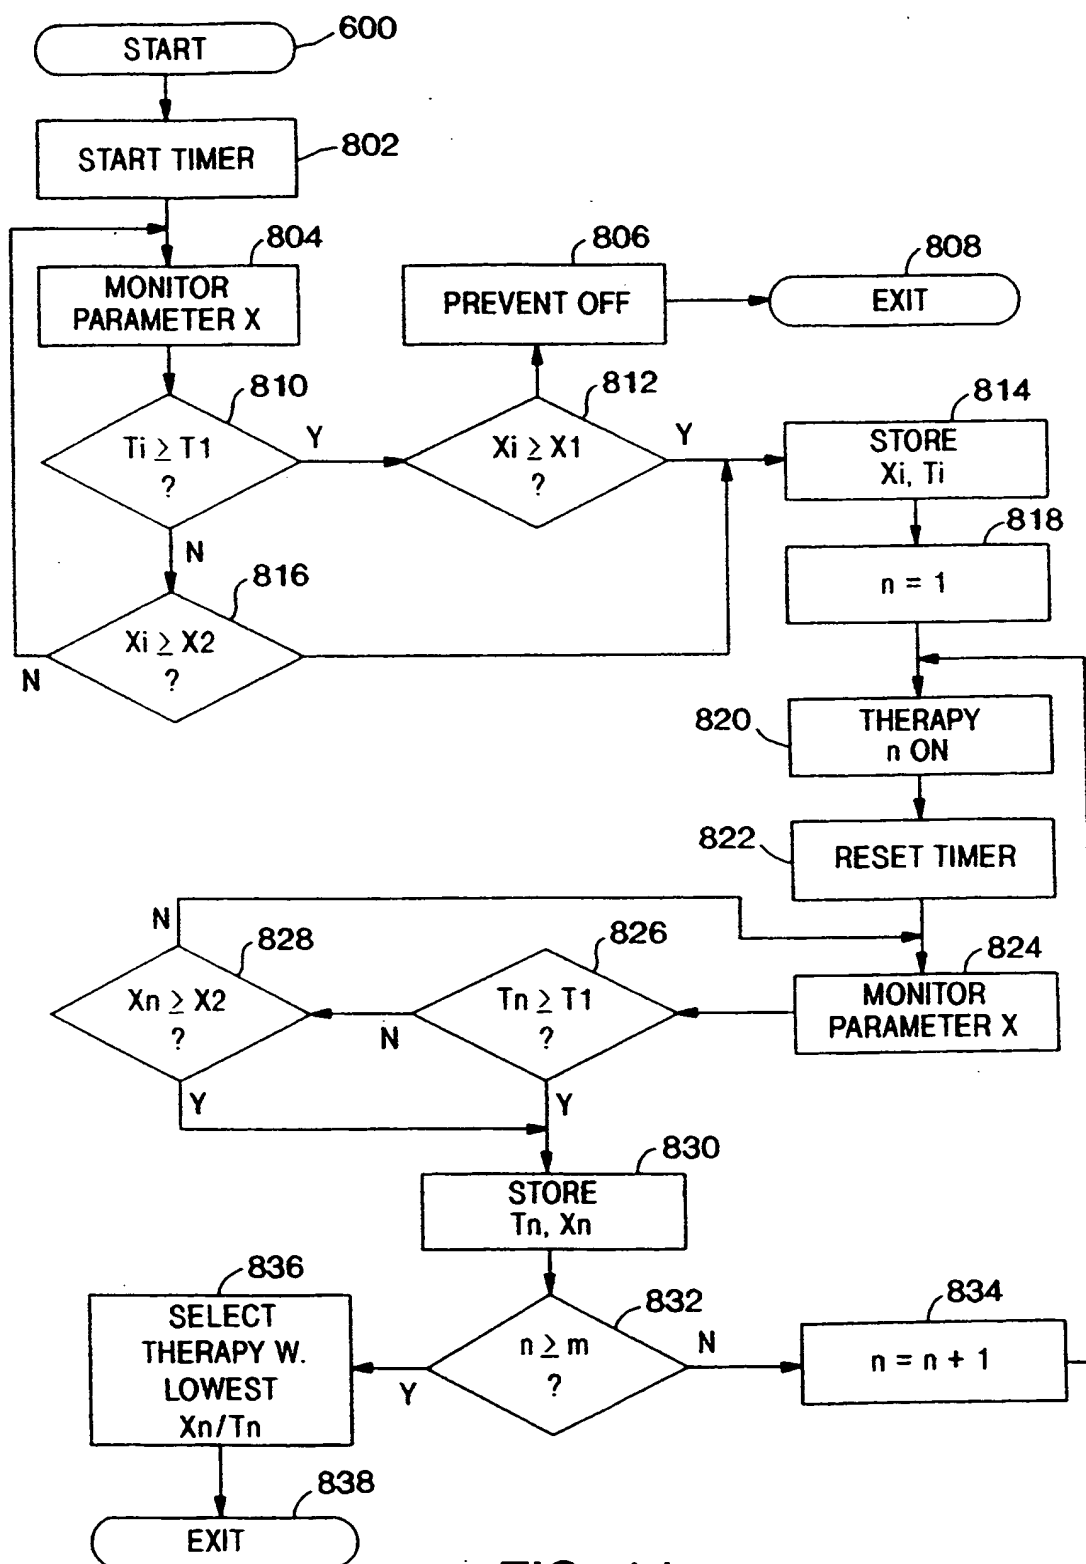 START
600
START TIMER
802
804
MONITOR
PARAMETER X
806
PREVENT OFF
808
EXIT
810
Ti ≥ T1
?
Y
N
812
Xi ≥ X1
?
Y
814
STORE
Xi, Ti
816
Xi ≥ X2
?
N
818
n = 1
820
THERAPY
n ON
822
RESET TIMER
824
MONITOR
PARAMETER X
826
Tn ≥ T1
?
N
Y
828
Xn ≥ X2
?
N
Y
830
STORE
Tn, Xn
832
n ≥ m
?
N
Y
834
n = n + 1
836
SELECT
THERAPY W.
LOWEST
Xn/Tn
838
EXIT